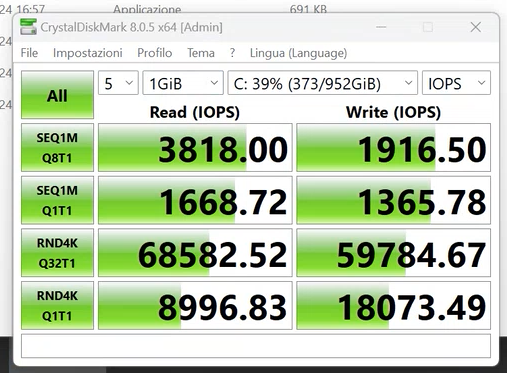 24 16:57 Applicazione 691 KB
CrystalDiskMark 8.0.5 x64 [Admin]
File Impostazioni Profilo Tema ? Lingua (Language)
All
5 1GiB C: 39% (373/952GiB) IOPS
Read (IOPS) Write (IOPS)
SEQ1M
Q8T1
3818.00 1916.50
SEQ1M
Q1T1
1668.72 1365.78
RND4K
Q32T1
68582.52 59784.67
RND4K
Q1T1
8996.83 18073.49